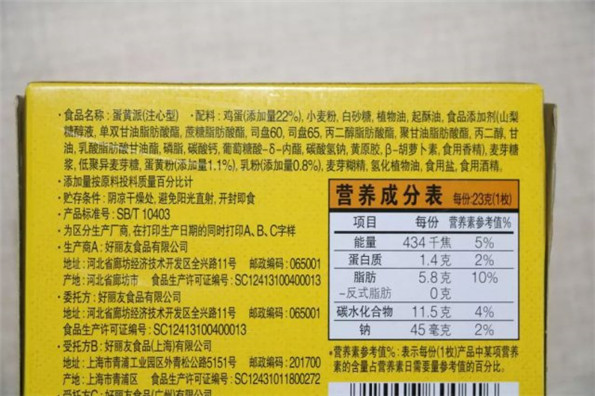 ·食品名称：蛋黄派(注心型) ·配料：鸡蛋(添加量22%)，小麦粉，白砂糖，植物油，起酥油，食品添加剂(山梨
糖醇液，单双甘油脂肪酸酯，蔗糖脂肪酸酯，司盘60，司盘65，丙二醇脂肪酸酯，聚甘油脂肪酸酯，丙二醇，甘
油，乳酸脂肪酸甘油酯，磷脂，碳酸钙，葡萄糖酸-δ-内酯，碳酸氢钠，黄原胶，β-胡萝卜素，食用香精)，麦芽糖
浆，低聚异麦芽糖，蛋黄粉(添加量1.1%)，乳粉(添加量0.8%)，麦芽糊精，氢化植物油，食用盐，食用酒精。
·添加量按原料投料质量百分比计
·贮存条件：阴凉干燥处，避免阳光直射，开封即食
·产品标准号：SB/T 10403
·为区分生产厂商，在打印生产日期的同时打印A、B、C字样
·生产商A：好丽友食品有限公司
地址：河北省廊坊经济技术开发区全兴路11号 邮政编码：065001
产地：河北省廊坊市 食品生产许可证编号：SC12413100400013
·委托方：好丽友食品有限公司
地址：河北省廊坊经济技术开发区全兴路11号 邮政编码：065001
食品生产许可证编号：SC12413100400013
·受托方B：好丽友食品(上海)有限公司
地址：上海市青浦工业园区外青松公路5151号 邮政编码：201700
产地：上海市青浦区 食品生产许可证编号：SC12431011800272
·受托方C：好丽友食品(广州)有限公司
营养成分表 每份:23克(1枚)
项目 每份 营养素参考值%
能量 434 千焦 5%
蛋白质 1.4 克 2%
脂肪 5.8 克 10%
-反式脂肪 0 克
碳水化合物 11.5 克 4%
钠 45 毫克 2%
*营养素参考值%：表示每份(1枚)产品中某项营养
素的含量占营养素日需要量参考值的百分比。